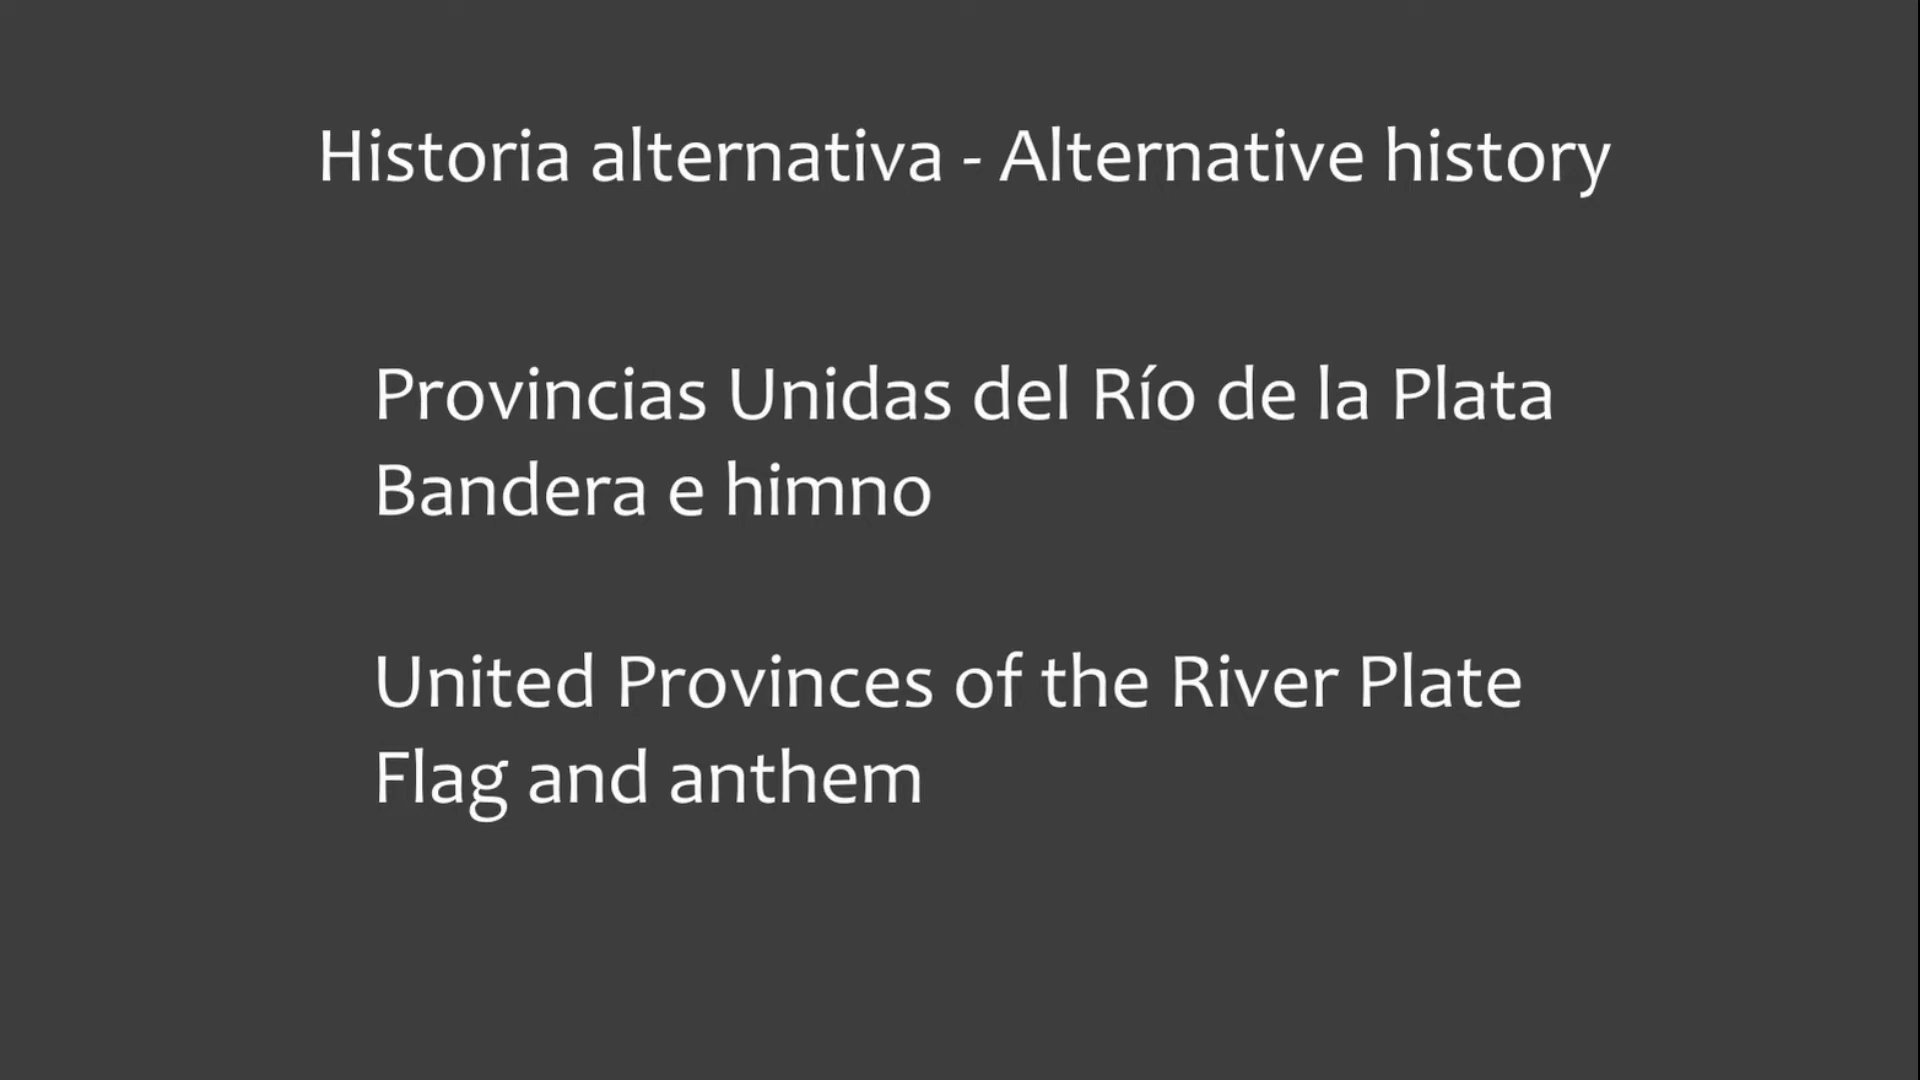 Historia alternativa - Alternative history
Provincias Unidas del Río de la Plata
Bandera e himno
United Provinces of the River Plate
Flag and anthem